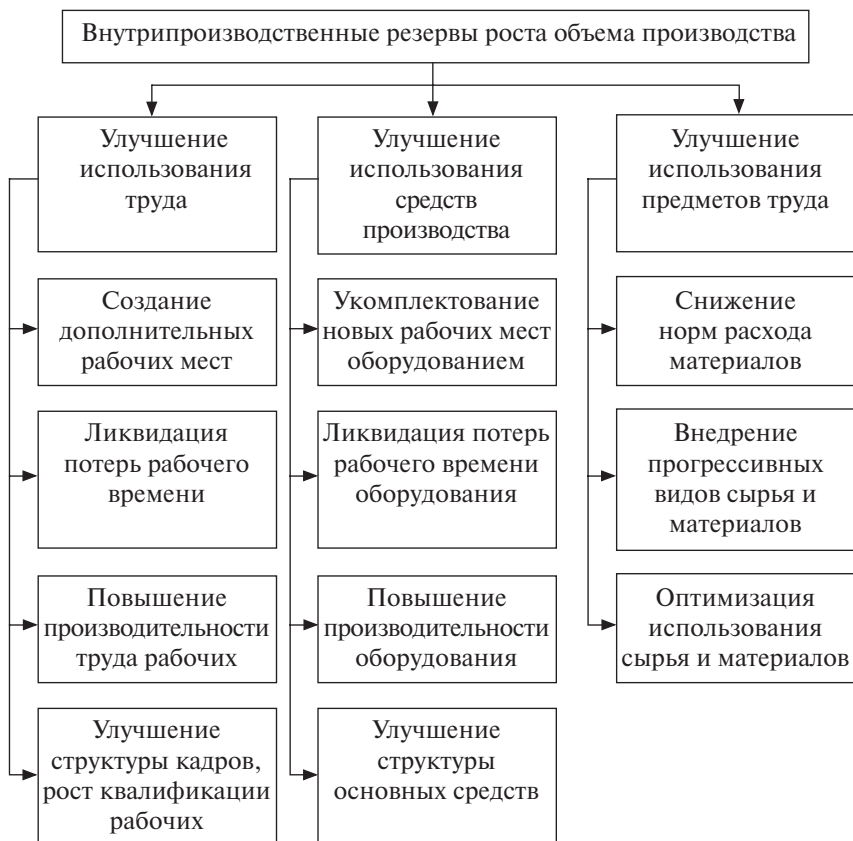 Внутрипроизводственные резервы роста объема производства
Улучшение
использования
труда
Улучшение
использования
средств
производства
Улучшение
использования
предметов труда
Создание
дополнительных
рабочих мест
Укомплектование
новых рабочих мест
оборудованием
Снижение
норм расхода
материалов
Ликвидация
потерь рабочего
времени
Ликвидация потерь
рабочего времени
оборудования
Внедрение
прогрессивных
видов сырья и
материалов
Повышение
производительности
труда рабочих
Повышение
производительности
оборудования
Оптимизация
использования
сырья и материалов
Улучшение
структуры кадров,
рост квалификации
рабочих
Улучшение
структуры
основных средств